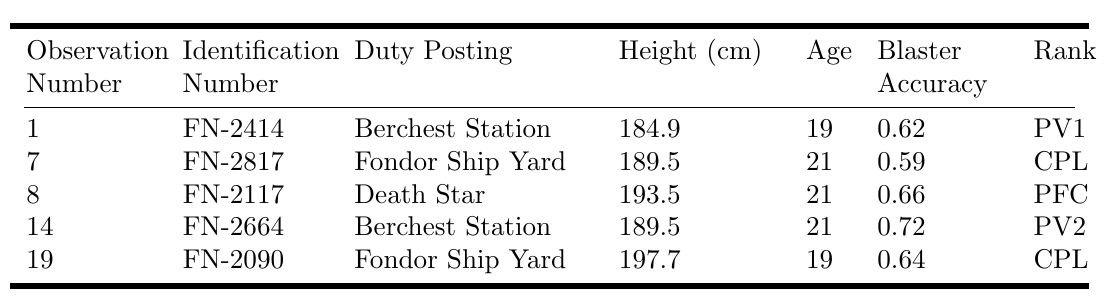 Observation Identification Duty Posting Height (cm) Age Blaster Rank
Number Number Accuracy
1 FN-2414 Berchest Station 184.9 19 0.62 PV1
7 FN-2817 Fondor Ship Yard 189.5 21 0.59 CPL
8 FN-2117 Death Star 193.5 21 0.66 PFC
14 FN-2664 Berchest Station 189.5 21 0.72 PV2
19 FN-2090 Fondor Ship Yard 197.7 19 0.64 CPL